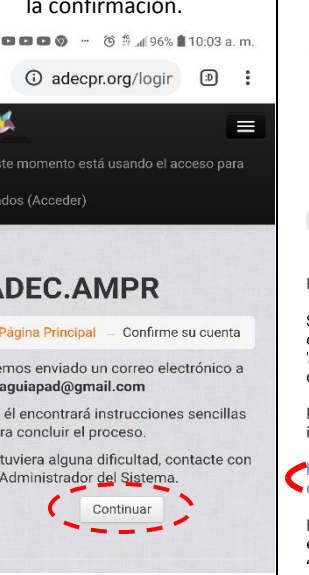 la confirmación.
96% 10:03 a. m.
adecpr.org/login
ste momento está usando el acceso para
ados (Acceder)
ADEC.AMPR
Página Principal → Confirme su cuenta
emos enviado un correo electrónico a
aguiapad@gmail.com
él encontrará instrucciones sencillas
ra concluir el proceso.
tuviera alguna dificultad, contacte con
Administrador del Sistema.
Continuar